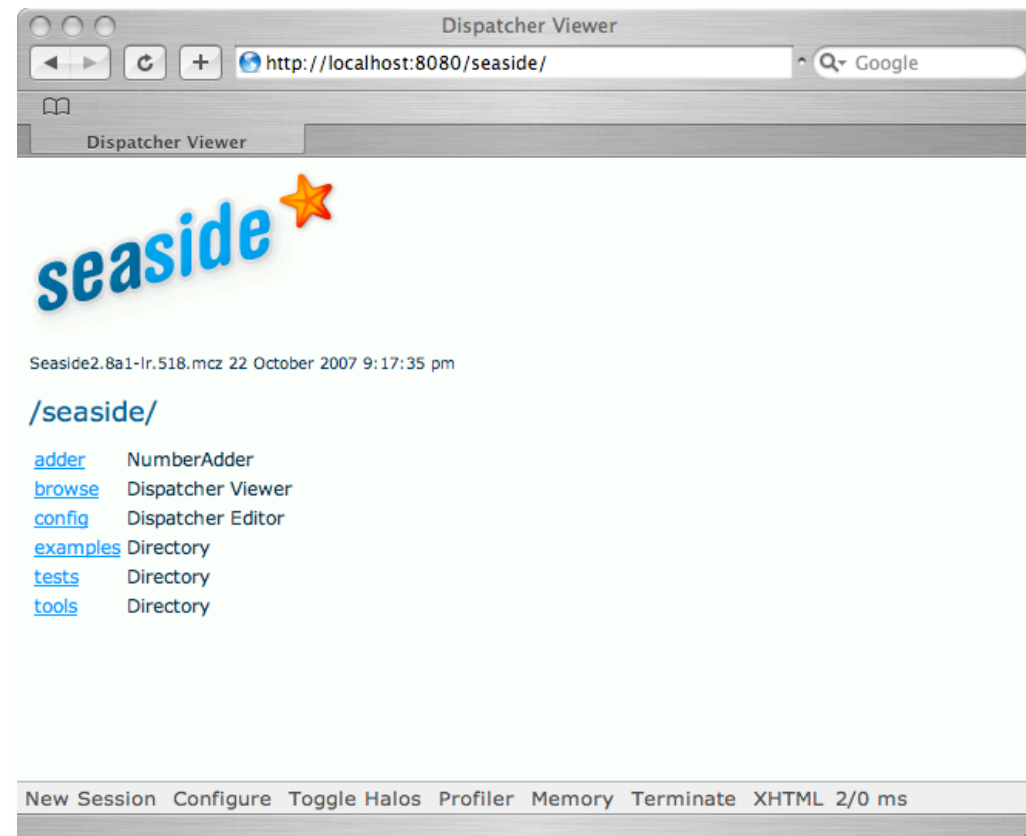 Dispatcher Viewer
http://localhost:8080/seaside/
Google
Dispatcher Viewer
seaside
Seaside2.8a1-lr.518.mcz 22 October 2007 9:17:35 pm
/seaside/
adder NumberAdder
browse Dispatcher Viewer
config Dispatcher Editor
examples Directory
tests Directory
tools Directory
New Session Configure Toggle Halos Profiler Memory Terminate XHTML 2/0 ms